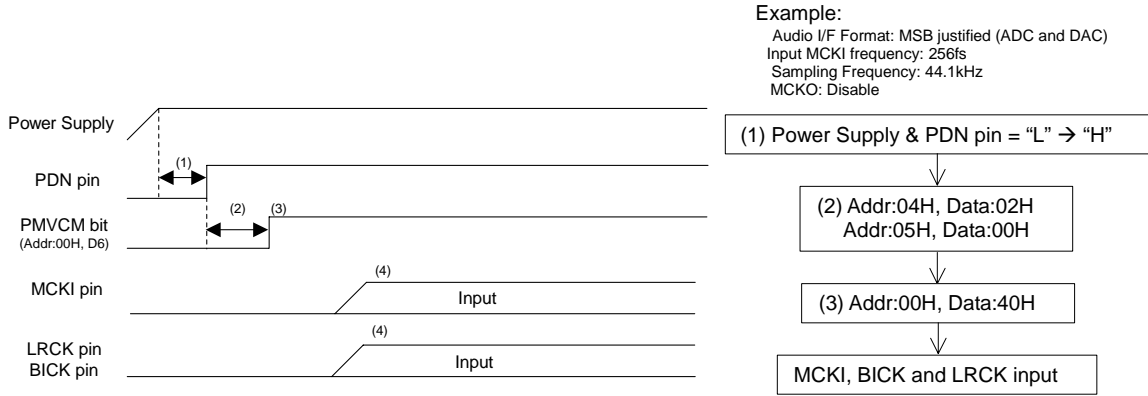 Example:
Audio I/F Format: MSB justified (ADC and DAC)
Input MCKI frequency: 256fs
Sampling Frequency: 44.1kHz
MCKO: Disable
Power Supply
(1)
PDN pin
(2)
(3)
PMVCM bit
(Addr:00H, D6)
(4)
MCKI pin
Input
(4)
LRCK pin
BICK pin
Input
(1) Power Supply & PDN pin = “L” → “H”
(2) Addr:04H, Data:02H
Addr:05H, Data:00H
(3) Addr:00H, Data:40H
MCKI, BICK and LRCK input